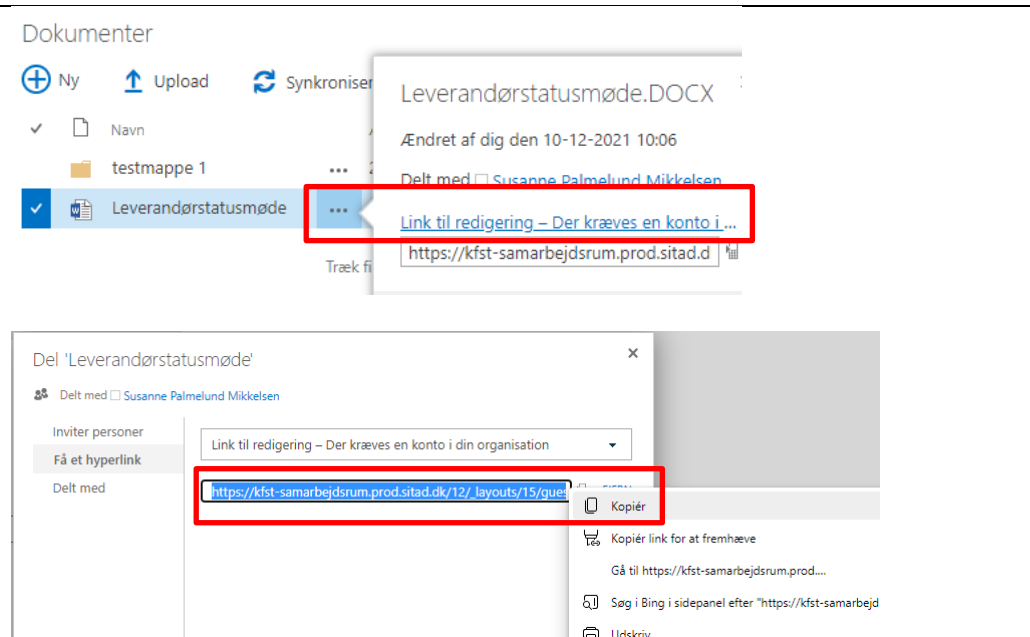 Dokumenter
Ny Upload Synkroniser
Navn
testmappe 1
Leverandørstatusmøde
Træk
Leverandørstatusmøde.DOCX
Ændret af dig den 10-12-2021 10:06
Delt med Susanne Palmelund Mikkelsen
Link til redigering – Der kræves en konto i ...
https://kfst-samarbejdsrum.prod.sitad.d
Del 'Leverandørstatusmøde'
Delt med Susanne Palmelund Mikkelsen
Inviter personer
Få et hyperlink
Delt med
Link til redigering – Der kræves en konto i din organisation
https://kfst-samarbejdsrum.prod.sitad.dk/12/_layouts/15/gues
Kopiér
Kopiér link for at fremhæve
Gå til https://kfst-samarbejdsrum.prod....
Søg i Bing i sidepanel efter "https://kfst-samarbejd
Udskriv